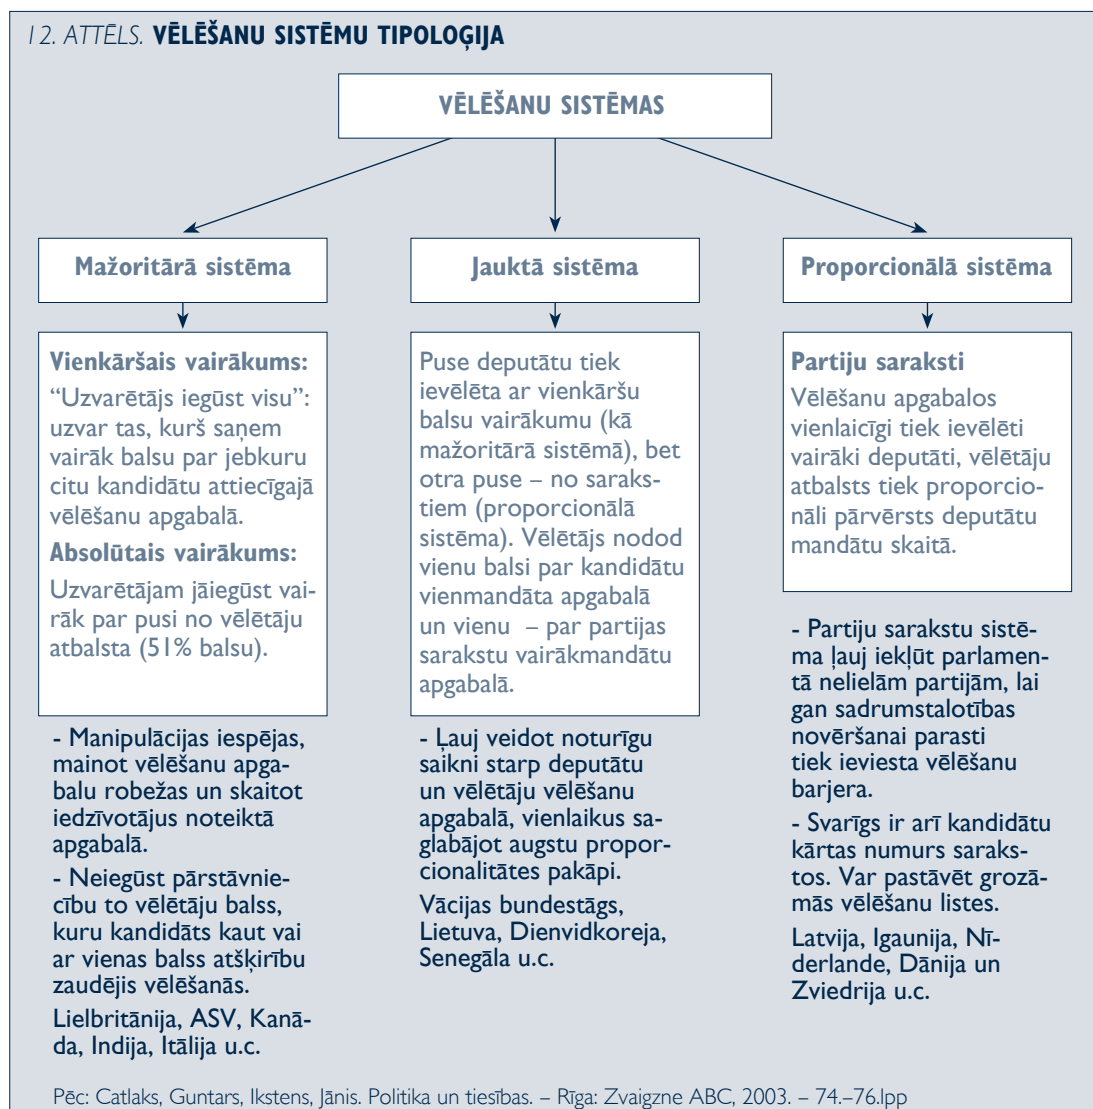 12. ATTĒLS. VĒLĒŠANU SISTĒMU TIPOLOĢIJA
VĒLĒŠANU SISTĒMAS
Mažoritārā sistēma
Vienkāršais vairākums:
“Uzvarētājs iegūst visu”:
uzvar tas, kurš saņem
vairāk balsu par jebkuru
citu kandidātu attiecīgajā
vēlēšanu apgabalā.
Absolūtais vairākums:
Uzvarētājam jāiegūst vai-
rāk par pusi no vēlētāju
atbalsta (51% balsu).
- Manipulācijas iespējas,
mainot vēlēšanu apga-
balu robežas un skaitot
iedzīvotājus noteiktā
apgabalā.
- Neiegūst pārstāvnie-
cību to vēlētāju balss,
kuru kandidāts kaut vai
ar vienas balss atšķirību
zaudējis vēlēšanās.
Lielbritānija, ASV, Kanā-
da, Indija, Itālija u.c.
Jauktā sistēma
Puse deputātu tiek
ievēlēta ar vienkāršu
balsu vairākumu (kā
mažoritārā sistēmā), bet
otra puse – no sarak-
stiem (proporcionālā
sistēma). Vēlētājs nodod
vienu balsi par kandidātu
vienmandāta apgabalā
un vienu – par partijas
sarakstu vairākmandātu
apgabalā.
- Ļauj veidot noturīgu
saikni starp deputātu
un vēlētāju vēlēšanu
apgabalā, vienlaikus sa-
glabājot augstu propor-
cionalitātes pakāpi.
Vācijas bundestāgs,
Lietuva, Dienvidkoreja,
Senegāla u.c.
Proporcionālā sistēma
Partiju saraksti
Vēlēšanu apgabalos
vienlaicīgi tiek ievēlēti
vairāki deputāti, vēlētāju
atbalsts tiek proporcio-
nāli pārvērsts deputātu
mandātu skaitā.
- Partiju sarakstu sistē-
ma ļauj iekļūt parlamen-
tā nelielām partijām, lai
gan sadrumstalotības
novēršanai parasti
tiek ieviesta vēlēšanu
barjera.
- Svarīgs ir arī kandidātu
kārtas numurs saraks-
tos. Var pastāvēt grozā-
mās vēlēšanu listes.
Latvija, Igaunija, Nī-
derlande, Dānija un
Zviedrija u.c.
Pēc: Catlaks, Guntars, Ikstens, Jānis. Politika un tiesības. – Rīga: Zvaigzne ABC, 2003. – 74.–76.lpp